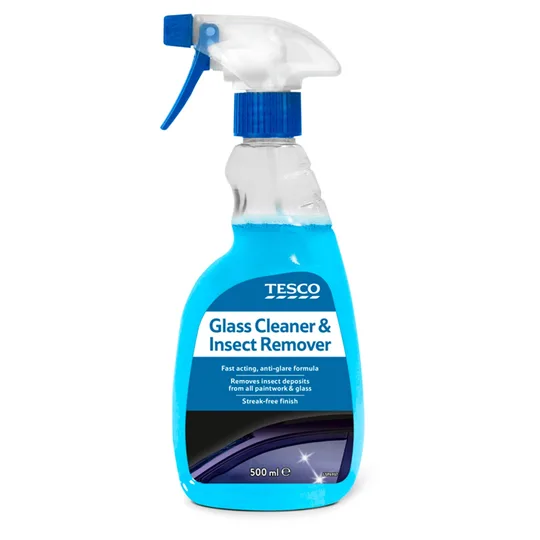 TESCO
Glass Cleaner &
Insect Remover
Fast acting, anti-glare formula
Removes insect deposits
from all paintwork & glass
Streak-free finish
500 ml ℮